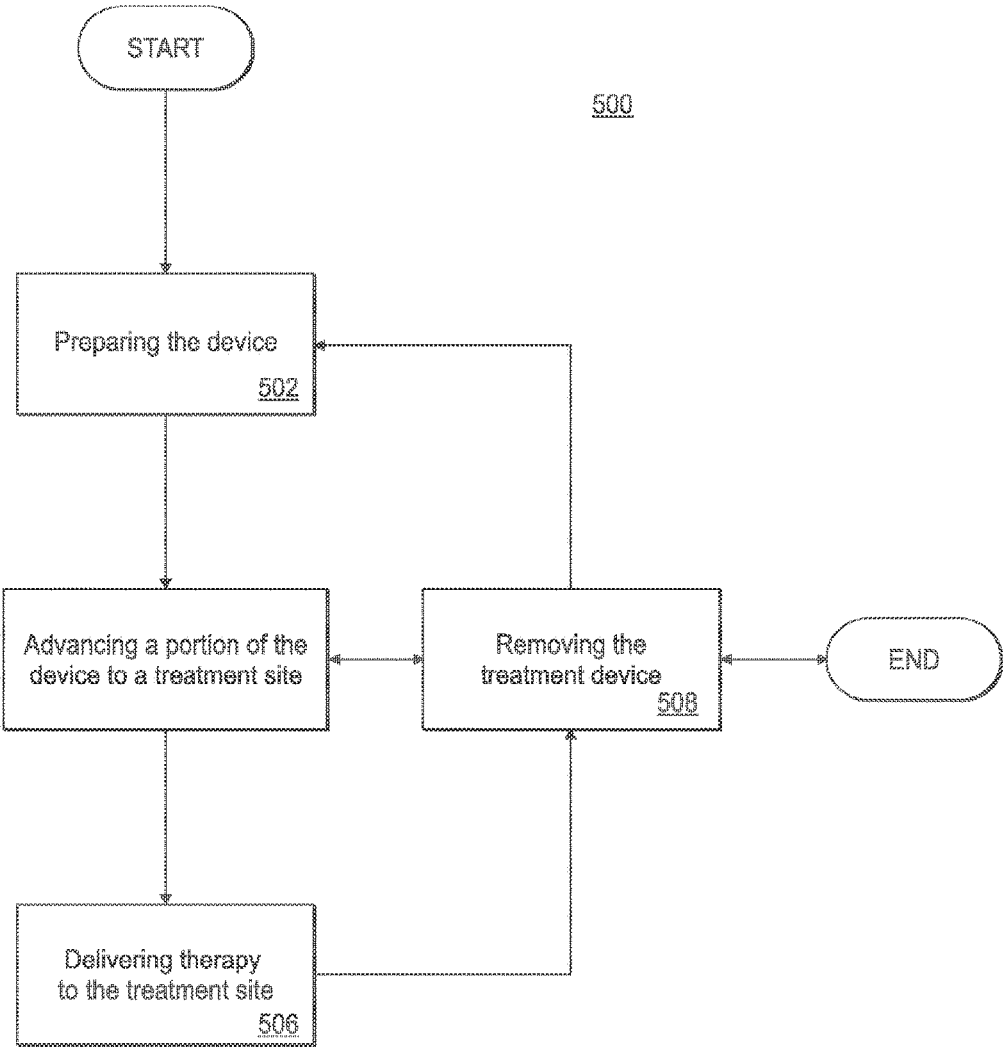 START
500
Preparing the device
502
Advancing a portion of the
device to a treatment site
Removing the
treatment device
508
END
Delivering therapy
to the treatment site
506